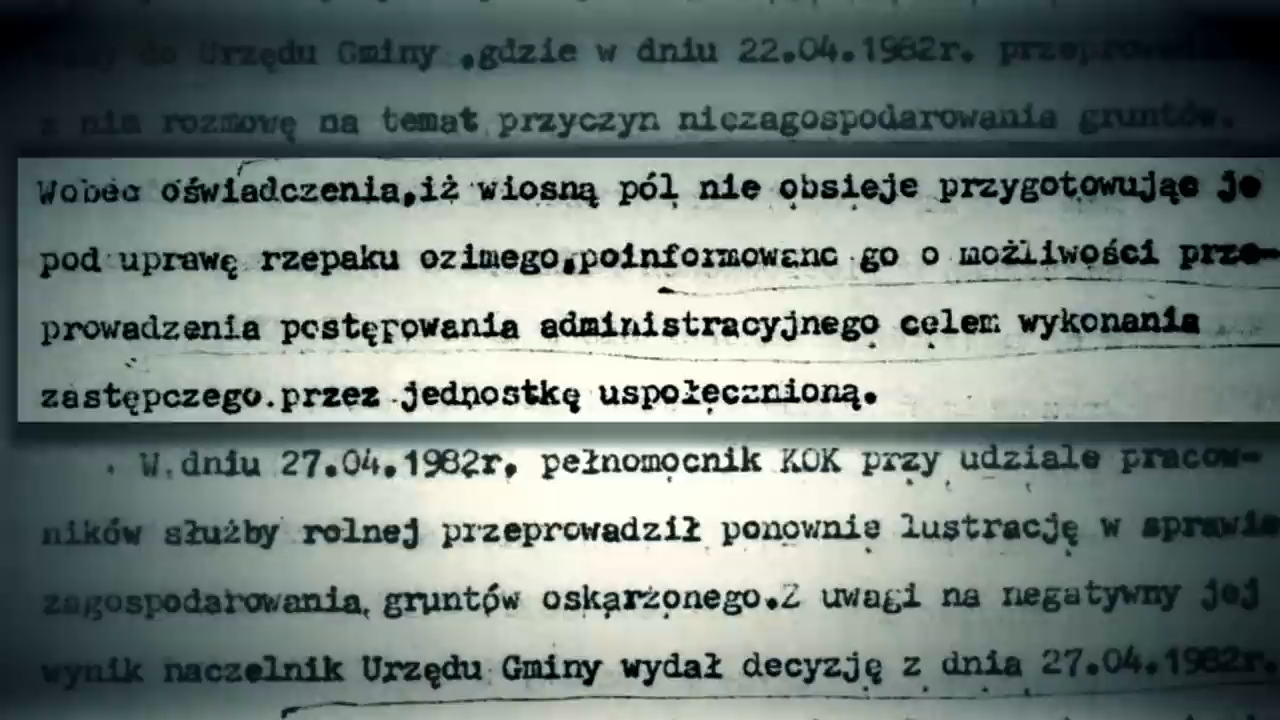 do Urzędu Gminy ,gdzie w dniu 22.04.1982r.
z nim rozmowę na temat przyczyn niezagospodarowania gruntów.
Wobec oświadczenia,iż wiosną pól nie obsieje przygotowując je
pod uprawę rzepaku ozimego,poinformowano go o możliwości prze-
prowadzenia postępowania administracyjnego celem wykonania
zastępczego przez jednostkę uspołecznioną.
W dniu 27.04.1982r. pełnomocnik KOK przy udziale pracow-
ników służby rolnej przeprowadził ponownie lustrację w sprawie
zagospodarowania gruntów oskarżonego.Z uwagi na negatywny jej
wynik naczelnik Urzędu Gminy wydał decyzję z dnia 27.04.1982r.